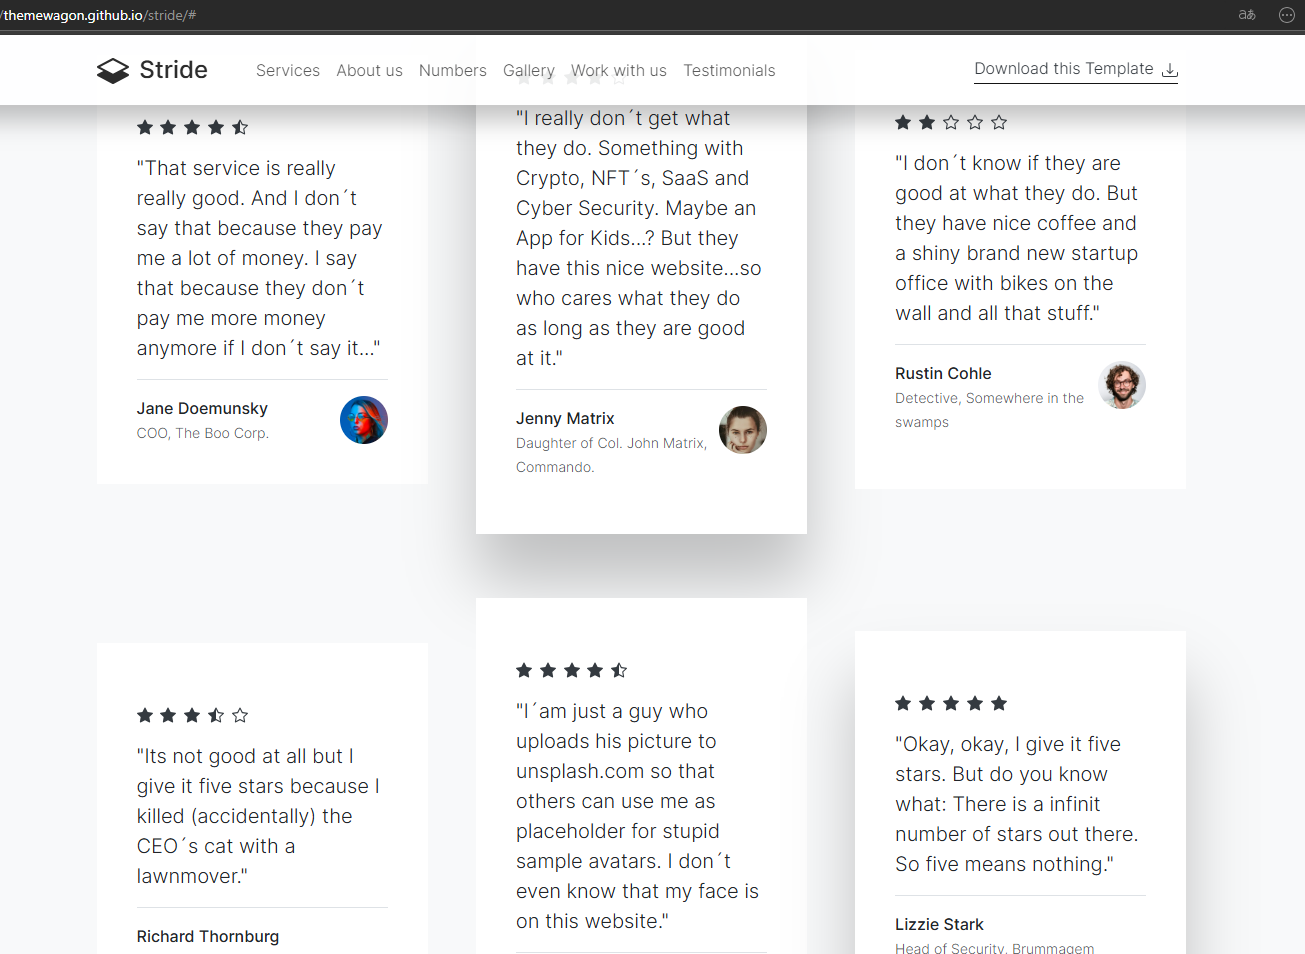 /themewagon.github.io/stride/#
aあ
Stride
Services About us Numbers Gallery Work with us Testimonials
Download this Template
"That service is really
really good. And I don´t
say that because they pay
me a lot of money. I say
that because they don´t
pay me more money
anymore if I don´t say it..."
Jane Doemunsky
COO, The Boo Corp.
"I really don´t get what
they do. Something with
Crypto, NFT´s, SaaS and
Cyber Security. Maybe an
App for Kids...? But they
have this nice website...so
who cares what they do
as long as they are good
at it."
Jenny Matrix
Daughter of Col. John Matrix,
Commando.
"I don´t know if they are
good at what they do. But
they have nice coffee and
a shiny brand new startup
office with bikes on the
wall and all that stuff."
Rustin Cohle
Detective, Somewhere in the
swamps
"Its not good at all but I
give it five stars because I
killed (accidentally) the
CEO´s cat with a
lawnmover."
Richard Thornburg
"I´am just a guy who
uploads his picture to
unsplash.com so that
others can use me as
placeholder for stupid
sample avatars. I don´t
even know that my face is
on this website."
"Okay, okay, I give it five
stars. But do you know
what: There is a infinit
number of stars out there.
So five means nothing."
Lizzie Stark
Head of Security, Brummagem